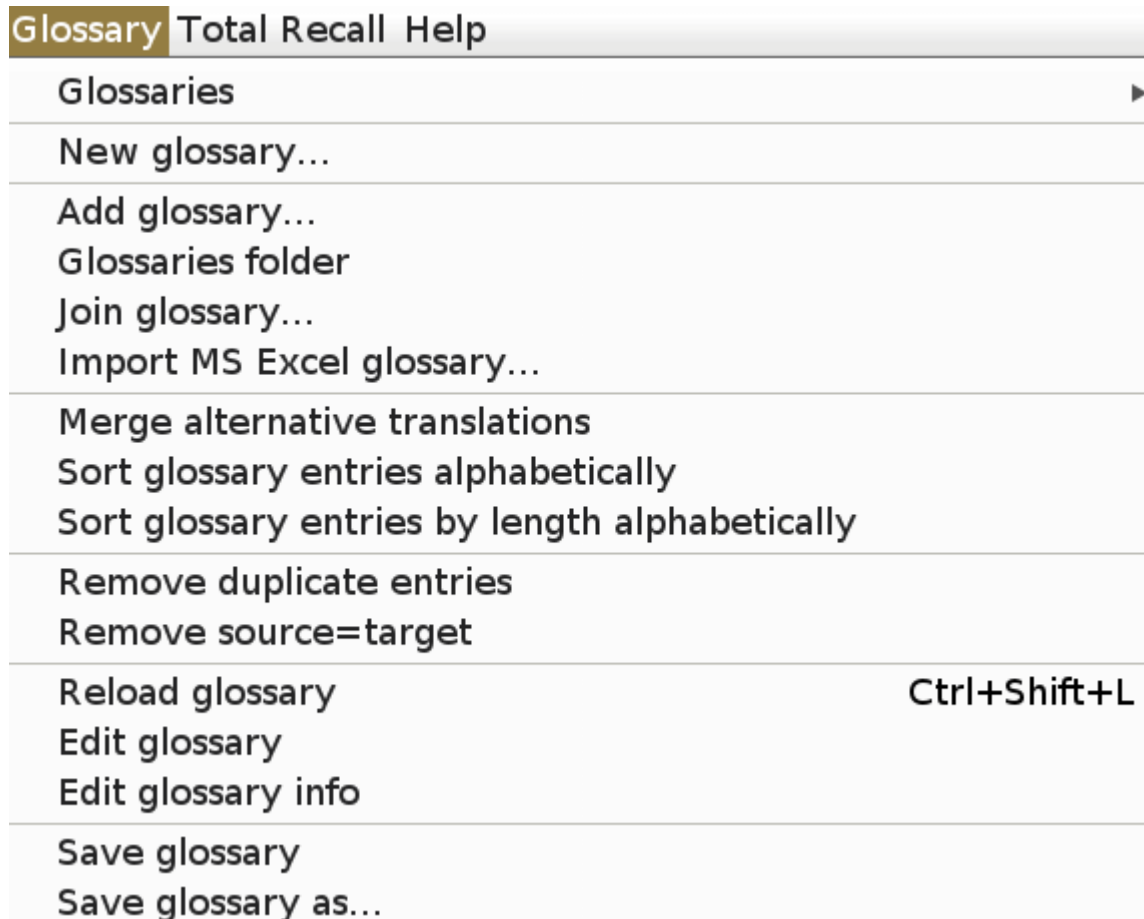 Glossary Total Recall Help
Glossaries
New glossary...
Add glossary...
Glossaries folder
Join glossary...
Import MS Excel glossary...
Merge alternative translations
Sort glossary entries alphabetically
Sort glossary entries by length alphabetically
Remove duplicate entries
Remove source=target
Reload glossary Ctrl+Shift+L
Edit glossary
Edit glossary info
Save glossary
Save glossary as...